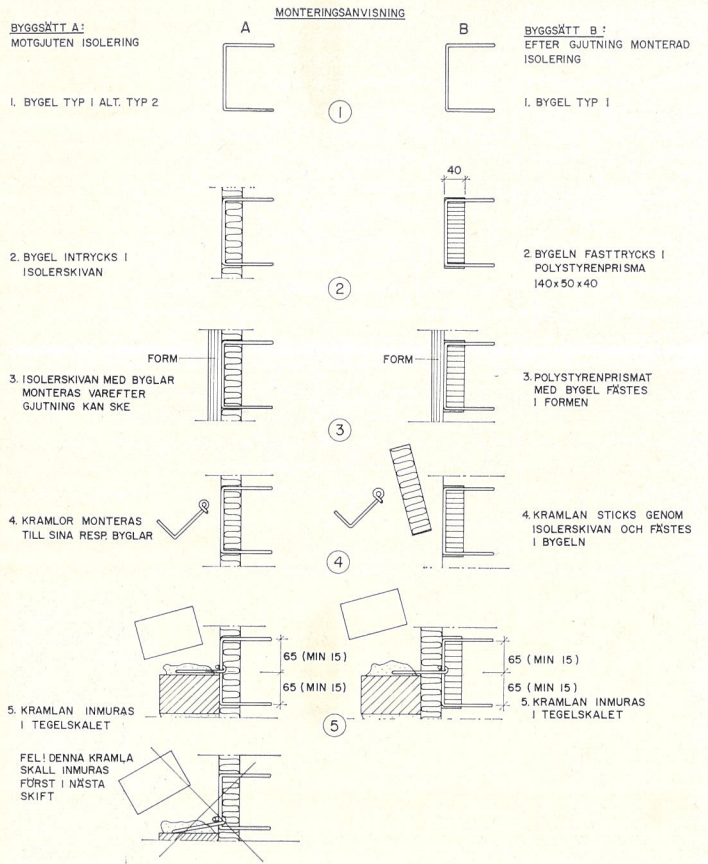 MONTERINGSANVISNING
BYGGSÄTT A:
MOTGJUTEN ISOLERING
A
B
BYGGSÄTT B:
EFTER GJUTNING MONTERAD
ISOLERING
1. BYGEL TYP 1 ALT. TYP 2
1
1. BYGEL TYP 1
40
2. BYGEL INTRYCKS I
ISOLERSKIVAN
2
2. BYGELN FASTTRYCKS I
POLYSTYRENPRISMA
140x50x40
FORM
FORM
3. ISOLERSKIVAN MED BYGLAR
MONTERAS VAREFTER
GJUTNING KAN SKE
3
3. POLYSTYRENPRISMAT
MED BYGEL FÄSTES
I FORMEN
4. KRAMLOR MONTERAS
TILL SINA RESP. BYGLAR
4
4. KRAMLAN STICKS GENOM
ISOLERSKIVAN OCH FÄSTES
I BYGELN
65 (MIN 15)
65 (MIN 15)
65 (MIN 15)
65 (MIN 15)
5. KRAMLAN INMURAS
I TEGELSKALET
5
5. KRAMLAN INMURAS
I TEGELSKALET
FEL! DENNA KRAMLA
SKALL INMURAS
FÖRST I NÄSTA
SKIFT